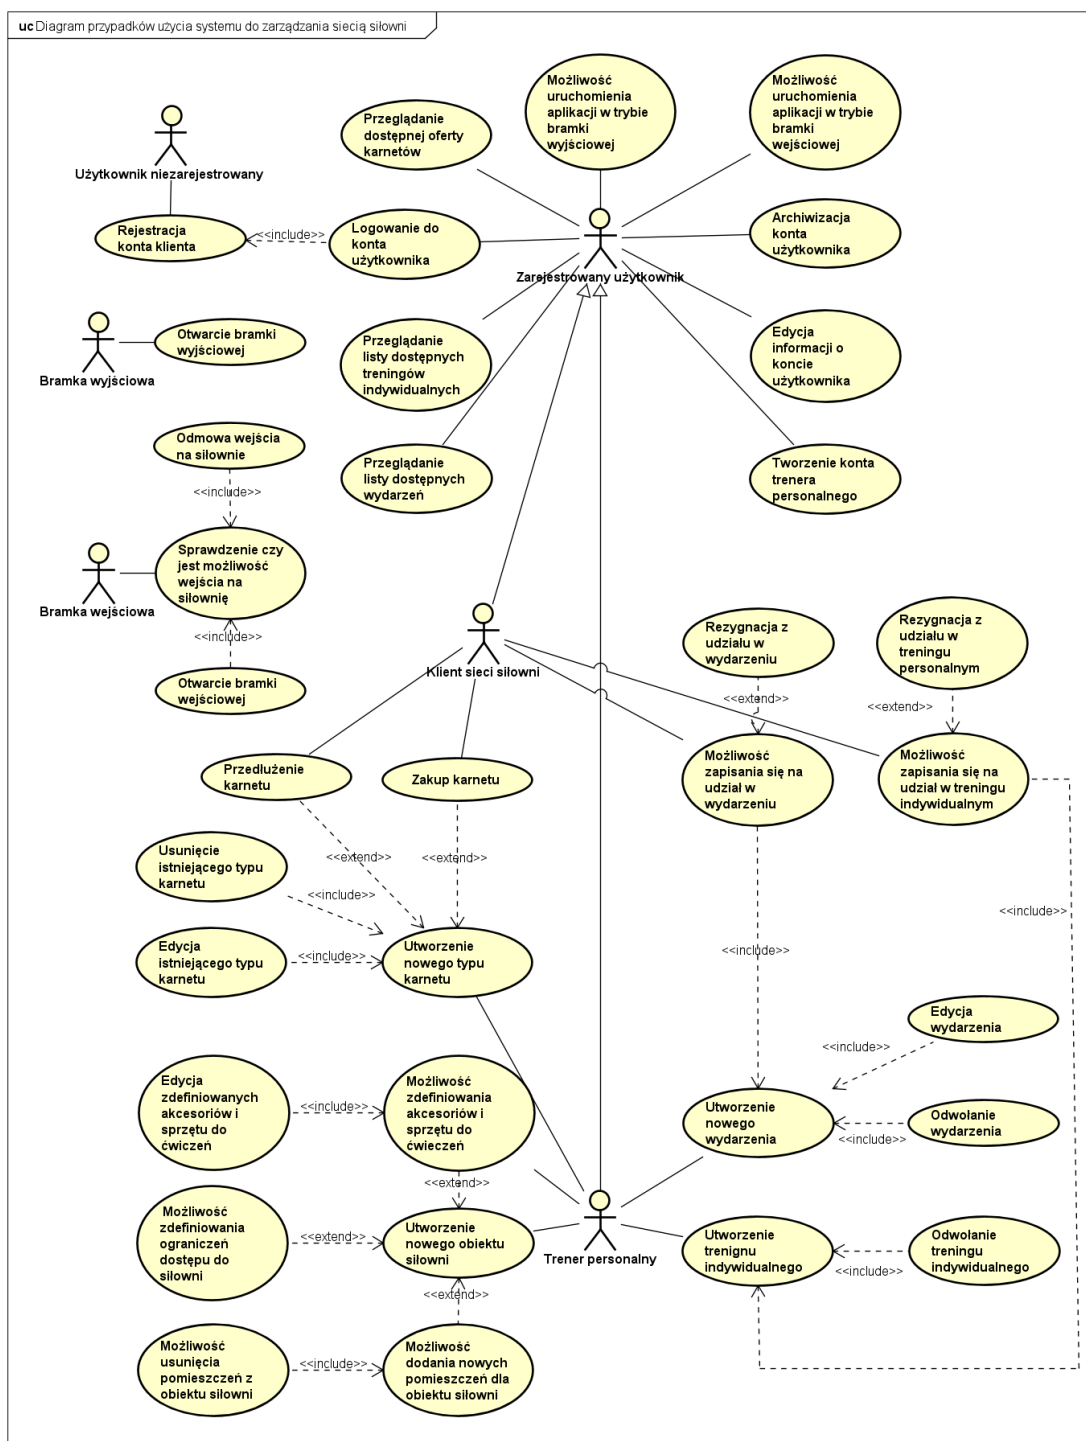 uc Diagram przypadków użycia systemu do zarządzania siecią siłowni
Możliwość
uruchomienia
aplikacji w trybie
bramki
wyjściowej
Możliwość
uruchomienia
aplikacji w trybie
bramki
wejściowej
Przeglądanie
dostępnej oferty
karnetów
Użytkownik niezarejestrowany
Rejestracja
konta klienta
<<include>>
Logowanie do
konta
użytkownika
Archiwizacja
konta
użytkownika
Zarejestrowany użytkownik
Otwarcie bramki
wyjściowej
Bramka wyjściowa
Przeglądanie
listy dostępnych
treningów
indywidualnych
Edycja
informacji o
koncie
użytkownika
Odmowa wejścia
na siłownie
Przeglądanie
listy dostępnych
wydarzeń
Tworzenie konta
trenera
personalnego
<<include>>
Sprawdzenie czy
jest możliwość
wejścia na
siłownię
Bramka wejściowa
<<include>>
Otwarcie bramki
wejściowej
Klient sieci siłowni
Rezygnacja z
udziału w
wydarzeniu
Rezygnacja z
udziału w
treningu
personalnym
<<extend>>
<<extend>>
Przedłużenie
karnetu
Zakup karnetu
Możliwość
zapisania się na
udział w
wydarzeniu
Możliwość
zapisania się na
udział w treningu
indywidualnym
Usunięcie
istniejącego typu
karnetu
<<extend>>
<<extend>>
<<include>>
<<include>>
Edycja
istniejącego typu
karnetu
<<include>>
Utworzenie
nowego typu
karnetu
<<include>>
Edycja
wydarzenia
<<include>>
Edycja
zdefiniowanych
akcesoriów i
sprzętu do
ćwiczeń
<<include>>
Możliwość
zdefiniowania
akcesoriów i
sprzętu do
ćwieczeń
Utworzenie
nowego
wydarzenia
<<include>>
Odwołanie
wydarzenia
<<extend>>
Możliwość
zdefiniowania
ograniczeń
dostępu do
siłowni
<<extend>>
Utworzenie
nowego obiektu
siłowni
Trener personalny
Utworzenie
trenignu
indywidualnego
<<include>>
Odwołanie
treningu
indywidualnego
<<extend>>
Możliwość
usunięcia
pomieszczeń z
obiektu siłowni
<<include>>
Możliwość
dodania nowych
pomieszczeń dla
obiektu siłowni